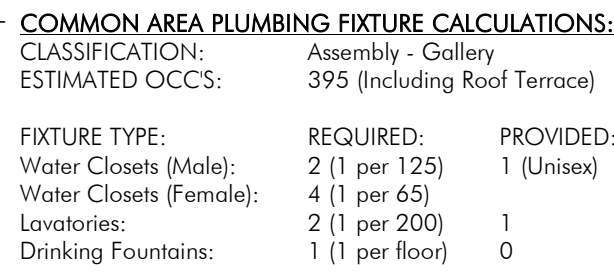 - COMMON AREA PLUMBING FIXTURE CALCULATIONS:
CLASSIFICATION: Assembly - Gallery
ESTIMATED OCC'S: 395 (Including Roof Terrace)
FIXTURE TYPE: REQUIRED: PROVIDED:
Water Closets (Male): 2 (1 per 125) 1 (Unisex)
Water Closets (Female): 4 (1 per 65)
Lavatories: 2 (1 per 200) 1
Drinking Fountains: 1 (1 per floor) 0